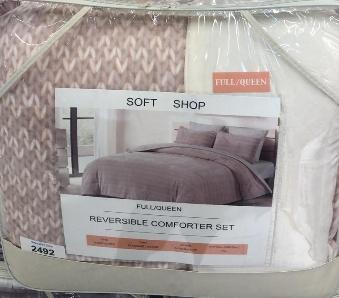 FULL/QUEEN
SOFT SHOP
FULL/QUEEN
REVERSIBLE COMFORTER SET
2492